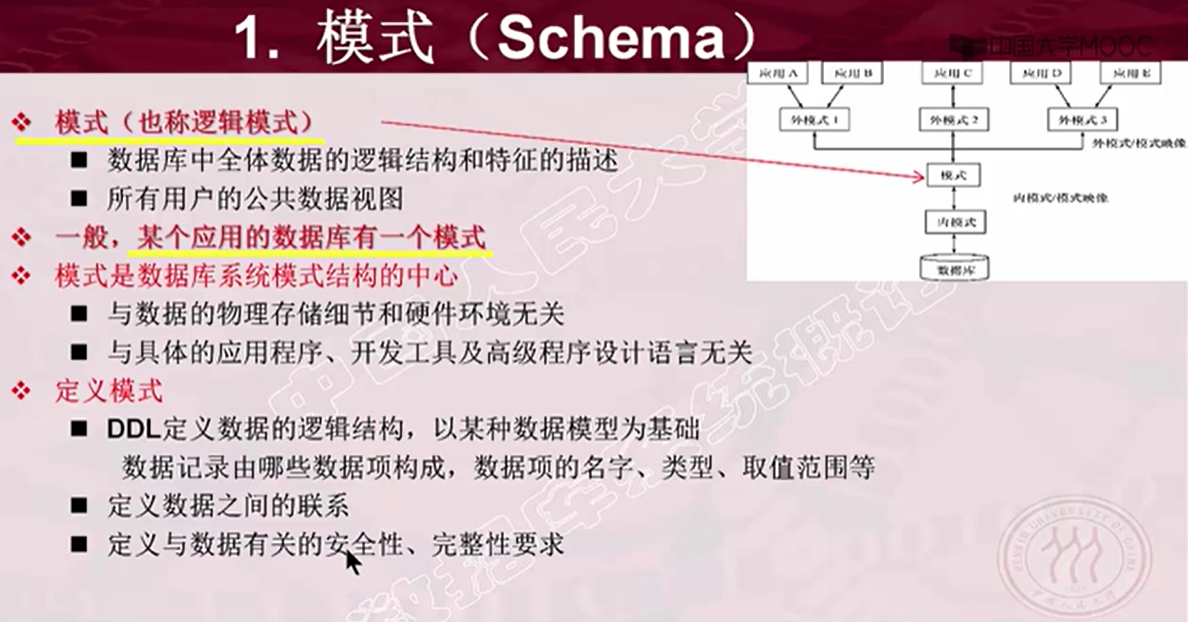 1. 模式（Schema）
中国大学MOOC
应用A 应用B 应用C 应用D 应用E
外模式1 外模式2 外模式3
外模式/模式映像
模式
内模式/模式映像
内模式
数据库
模式（也称逻辑模式）
数据库中全体数据的逻辑结构和特征的描述
所有用户的公共数据视图
一般，某个应用的数据库有一个模式
模式是数据库系统模式结构的中心
与数据的物理存储细节和硬件环境无关
与具体的应用程序、开发工具及高级程序设计语言无关
定义模式
DDL定义数据的逻辑结构，以某种数据模型为基础
数据记录由哪些数据项构成，数据项的名字、类型、取值范围等
定义数据之间的联系
定义与数据有关的安全性、完整性要求
中国人民大学
数据库系统概论
RENMIN UNIVERSITY OF CHINA
中国人民大学